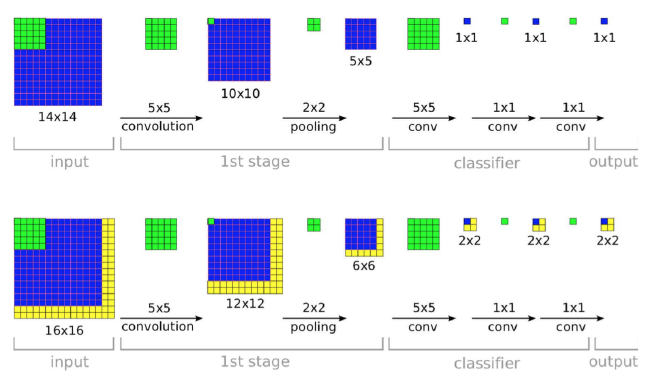 1x1 1x1 1x1
5x5
14x14 10x10
5x5 2x2 5x5 1x1 1x1
convolution pooling conv conv conv
input 1st stage classifier output
2x2 2x2 2x2
6x6
16x16 12x12
5x5 2x2 5x5 1x1 1x1
convolution pooling conv conv conv
input 1st stage classifier output